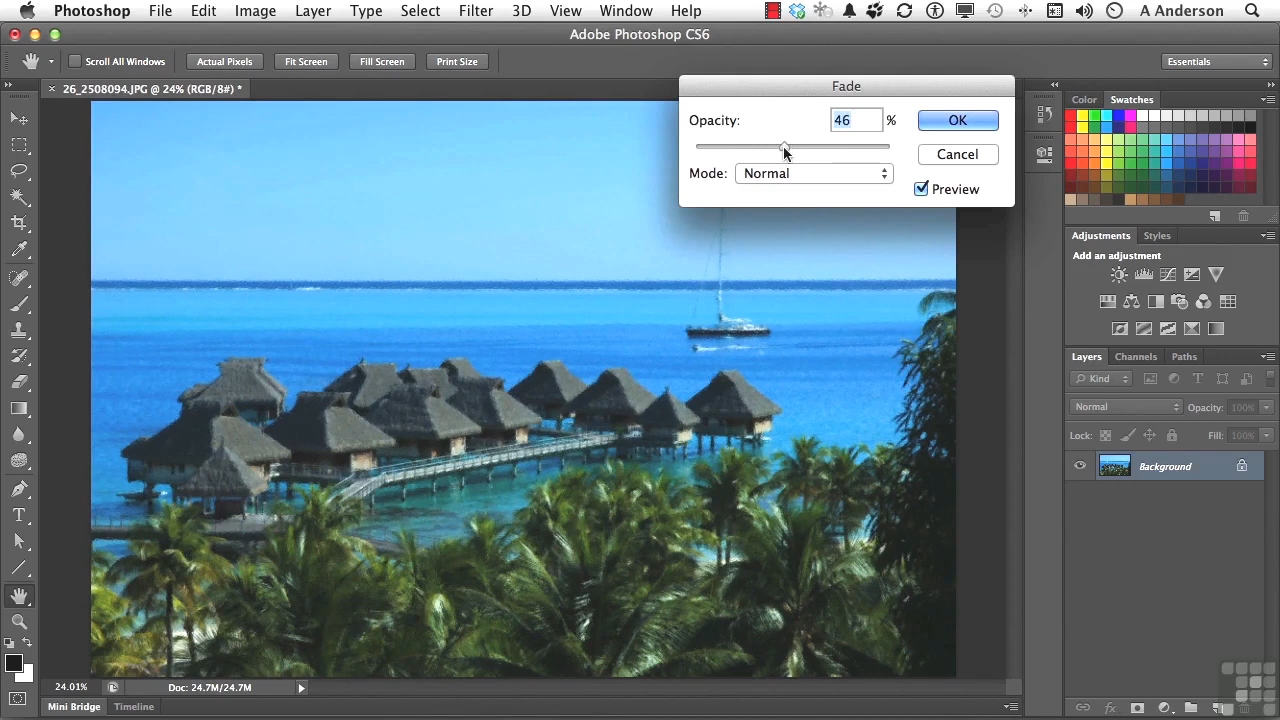 Photoshop File Edit Image Layer Type Select Filter 3D View Window Help A Anderson
Adobe Photoshop CS6
Scroll All Windows Actual Pixels Fit Screen Fill Screen Print Size Essentials
26_2508094.JPG @ 24% (RGB/8#) *
Fade
Opacity: 46 % OK
Cancel
Mode: Normal
Preview
Color Swatches
Adjustments Styles
Add an adjustment
Layers Channels Paths
Kind
Normal Opacity: 100%
Lock: Fill: 100%
Background
24.01% Doc: 24.7M/24.7M
Mini Bridge Timeline